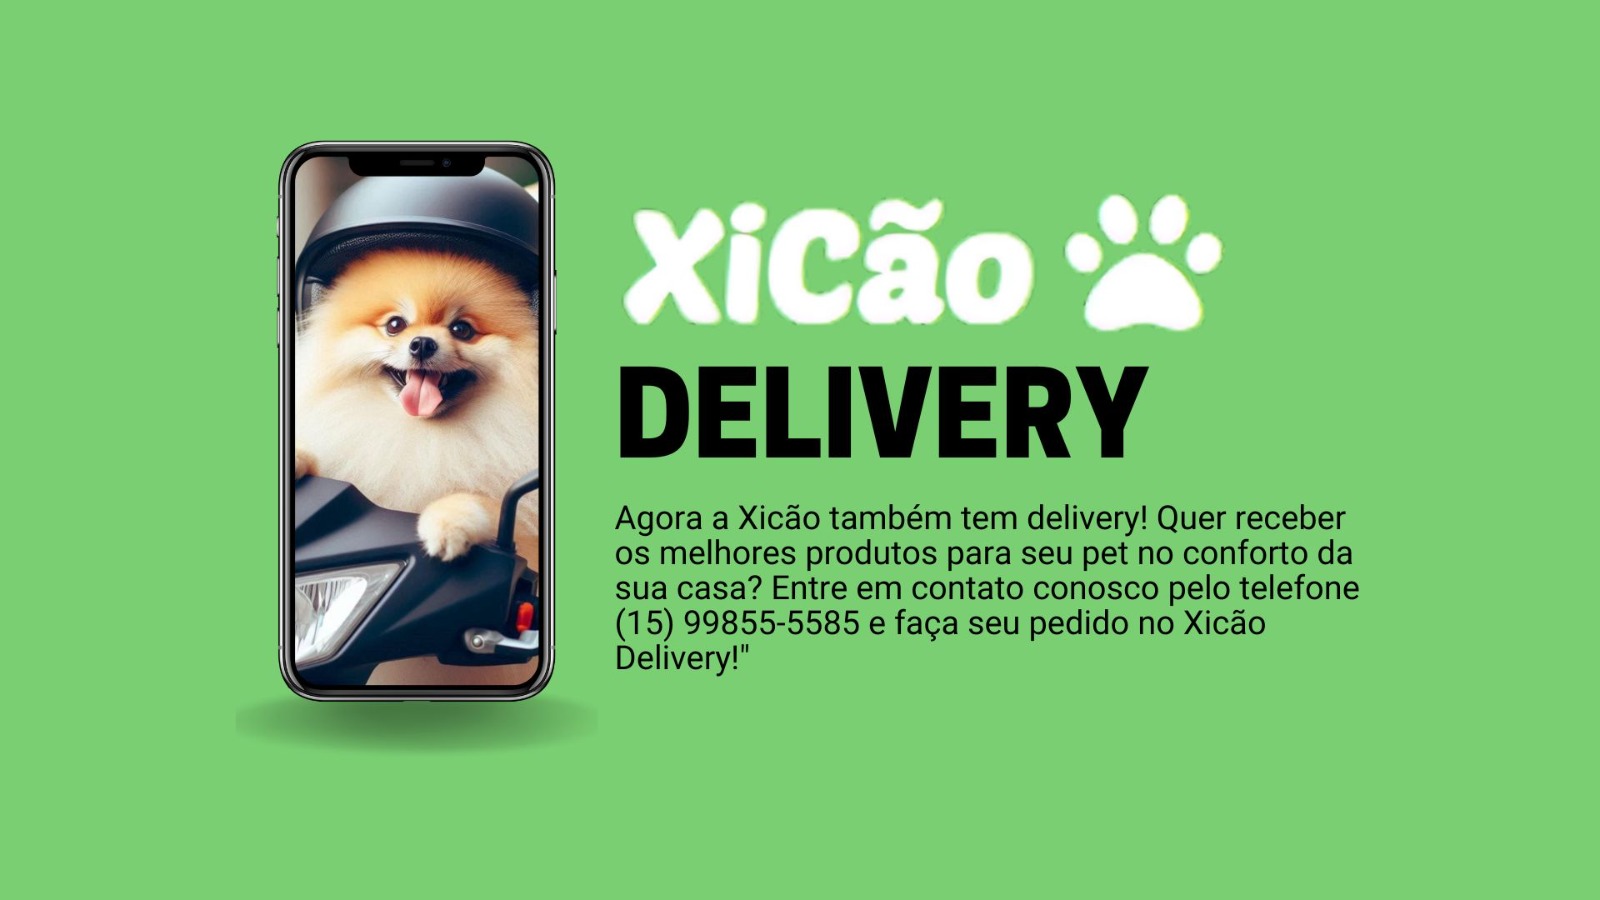 XiCão
DELIVERY
Agora a Xicão também tem delivery! Quer receber
os melhores produtos para seu pet no conforto da
sua casa? Entre em contato conosco pelo telefone
(15) 99855-5585 e faça seu pedido no Xicão
Delivery!"